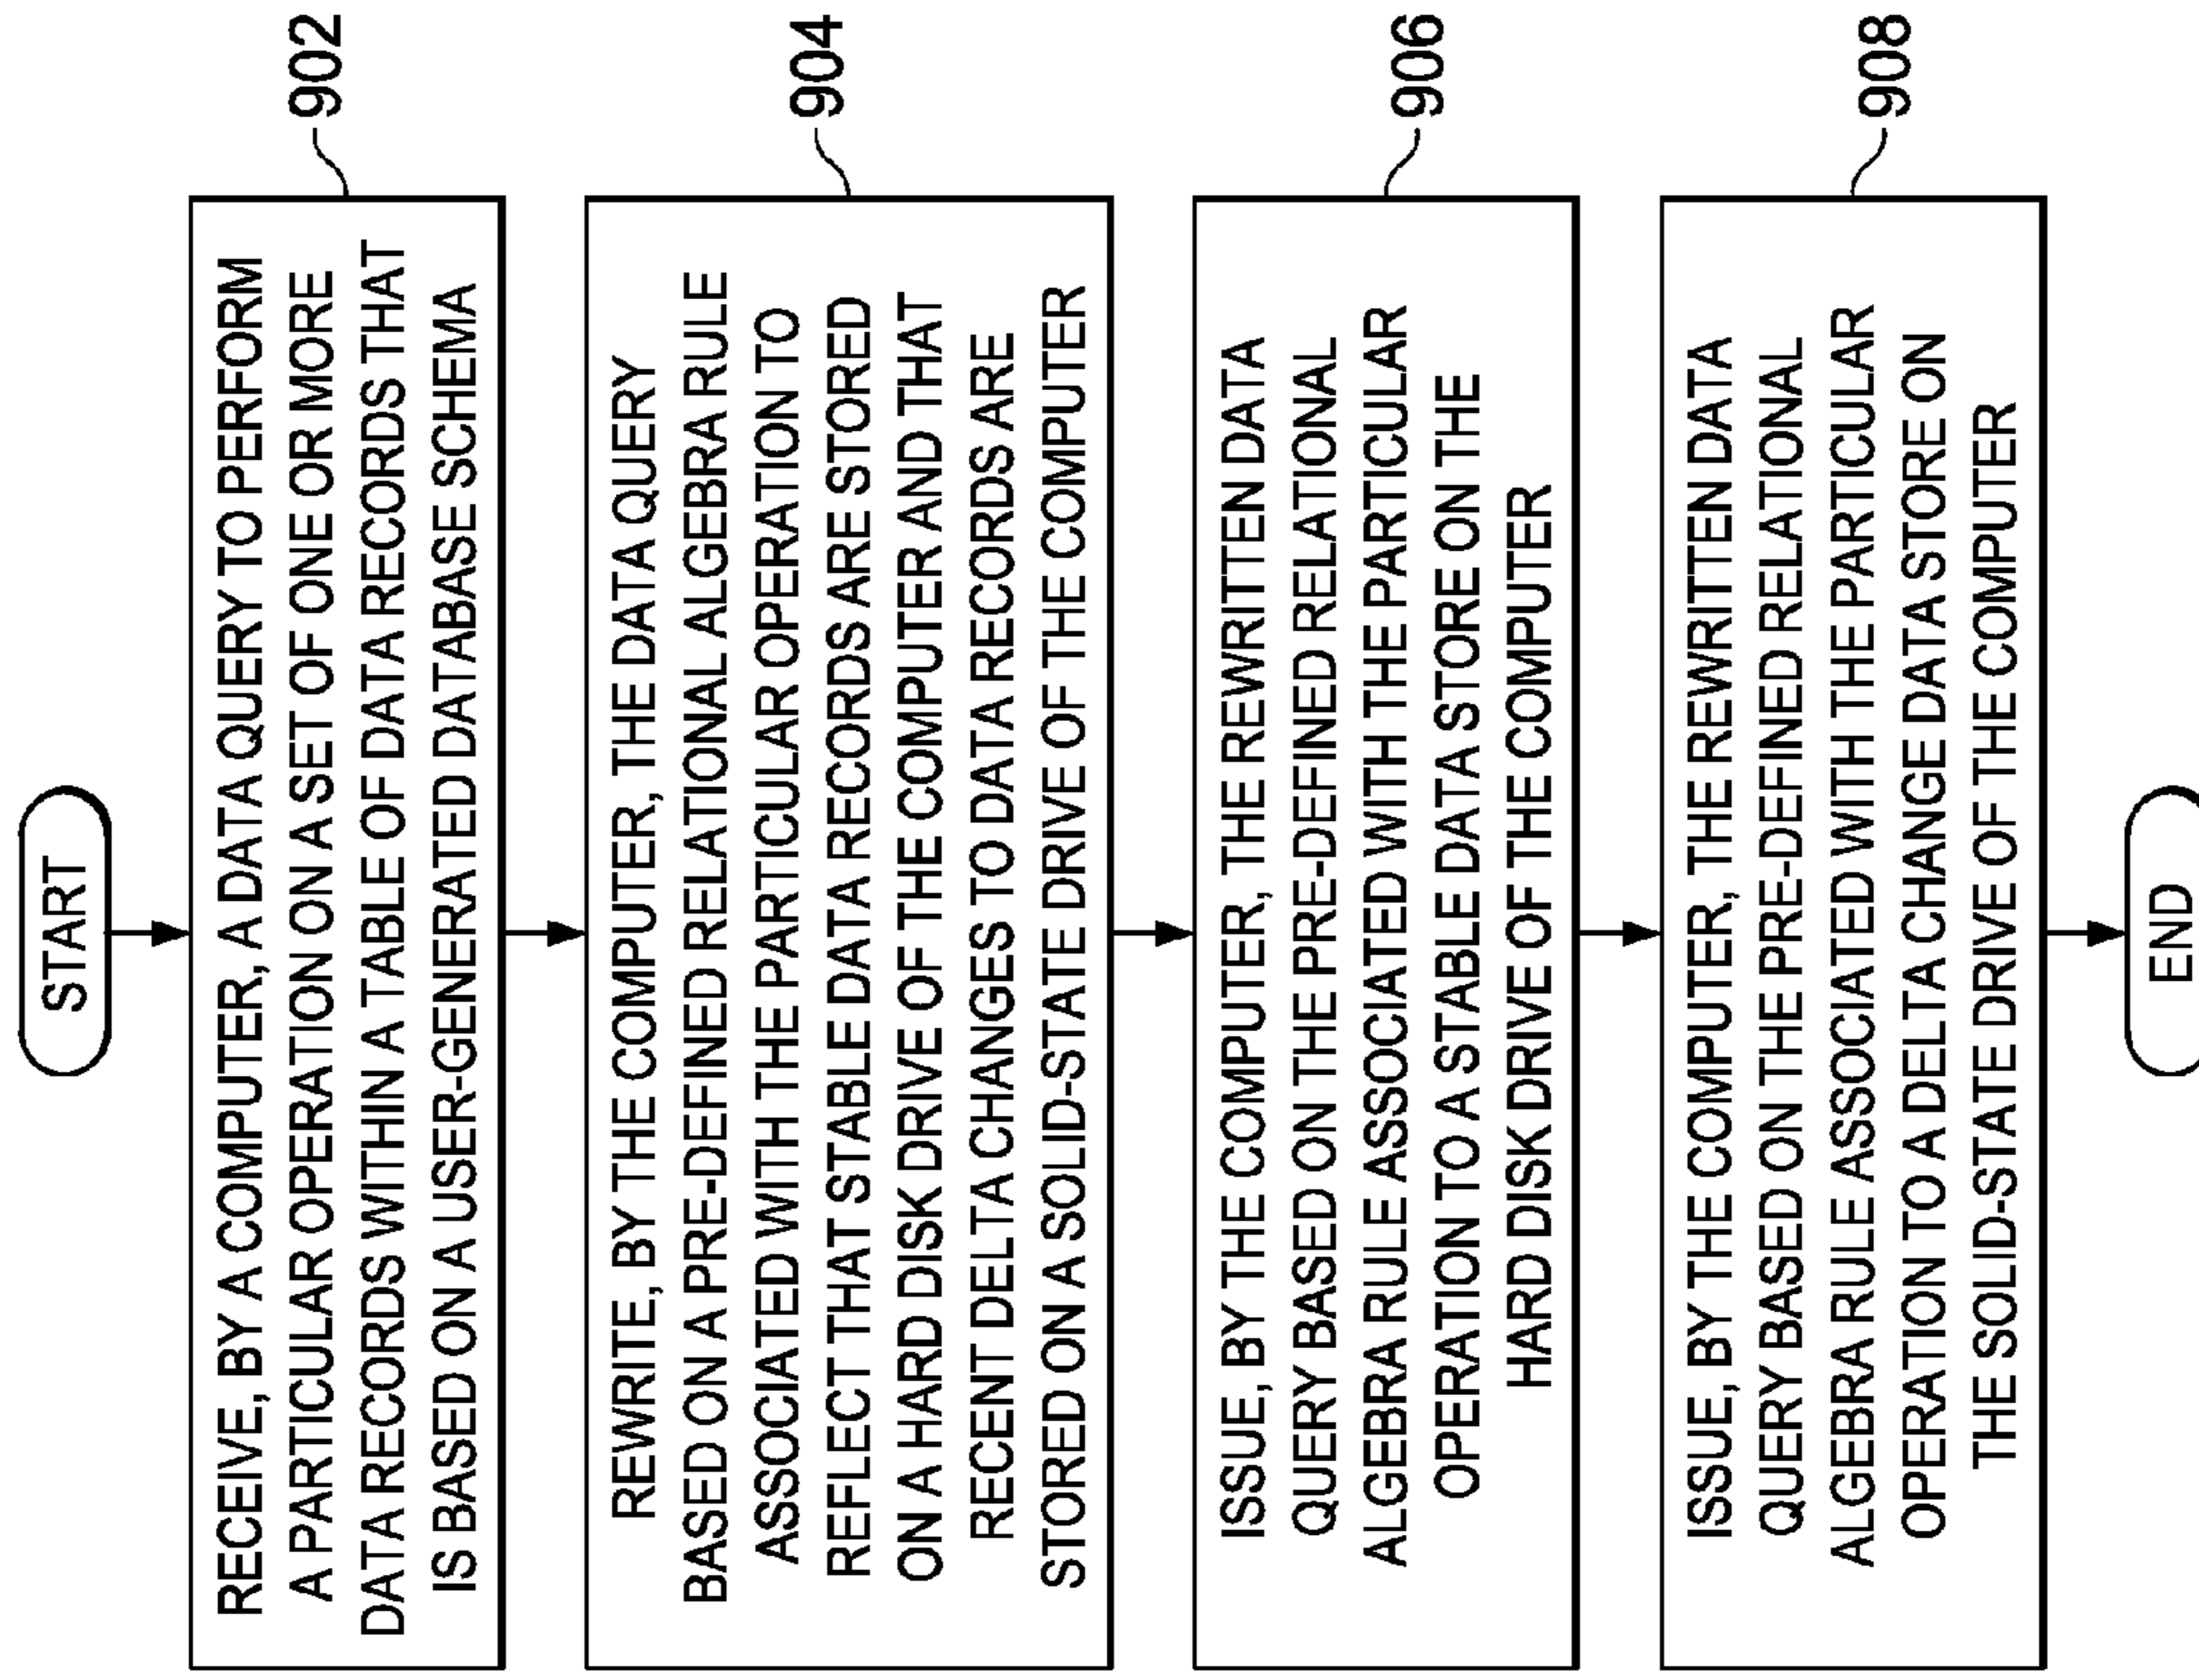 START
RECEIVE, BY A COMPUTER, A DATA QUERY TO PERFORM
A PARTICULAR OPERATION ON A SET OF ONE OR MORE
DATA RECORDS WITHIN A TABLE OF DATA RECORDS THAT
IS BASED ON A USER-GENERATED DATABASE SCHEMA
902
REWRITE, BY THE COMPUTER, THE DATA QUERY
BASED ON A PRE-DEFINED RELATIONAL ALGEBRA RULE
ASSOCIATED WITH THE PARTICULAR OPERATION TO
REFLECT THAT STABLE DATA RECORDS ARE STORED
ON A HARD DISK DRIVE OF THE COMPUTER AND THAT
RECENT DELTA CHANGES TO DATA RECORDS ARE
STORED ON A SOLID-STATE DRIVE OF THE COMPUTER
904
ISSUE, BY THE COMPUTER, THE REWRITTEN DATA
QUERY BASED ON THE PRE-DEFINED RELATIONAL
ALGEBRA RULE ASSOCIATED WITH THE PARTICULAR
OPERATION TO A STABLE DATA STORE ON THE
HARD DISK DRIVE OF THE COMPUTER
906
ISSUE, BY THE COMPUTER, THE REWRITTEN DATA
QUERY BASED ON THE PRE-DEFINED RELATIONAL
ALGEBRA RULE ASSOCIATED WITH THE PARTICULAR
OPERATION TO A DELTA CHANGE DATA STORE ON
THE SOLID-STATE DRIVE OF THE COMPUTER
908
END